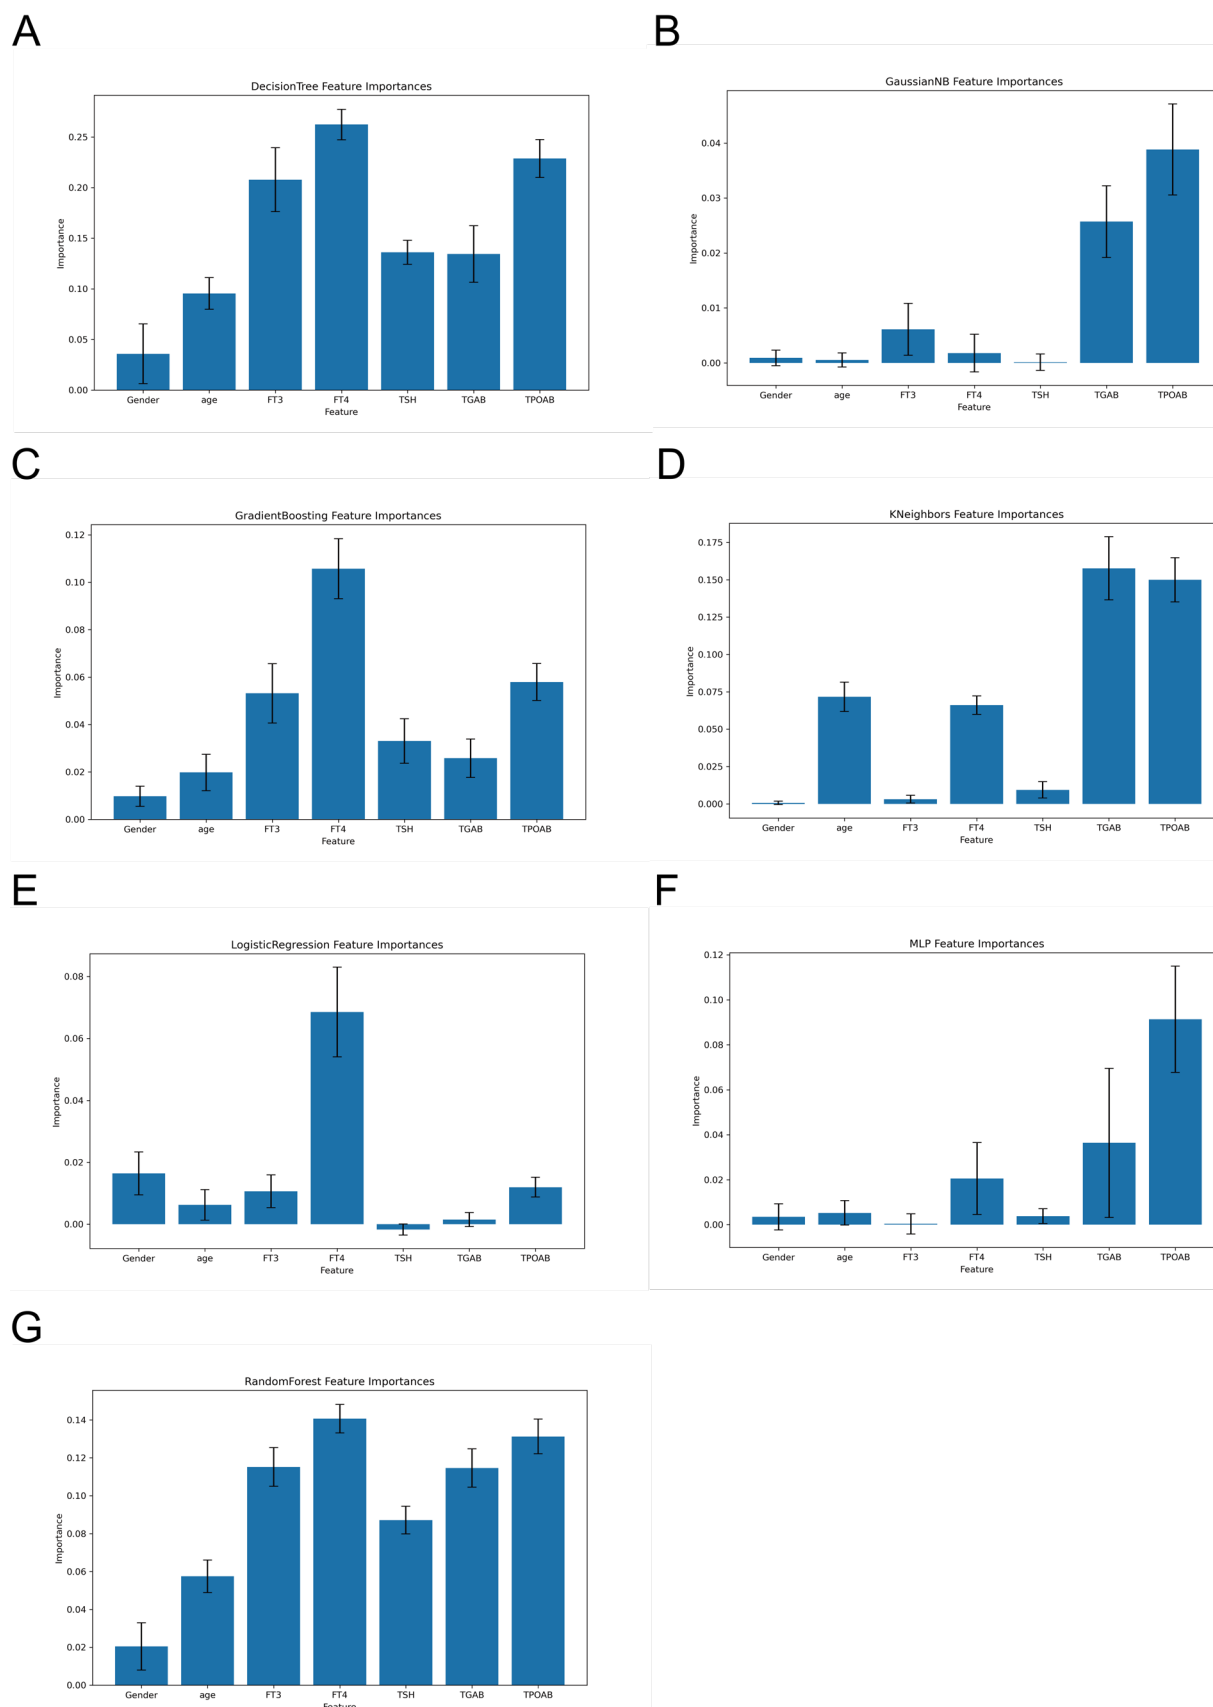 A
DecisionTree Feature Importances
Importance
0.25
0.20
0.15
0.10
0.05
0.00
Gender age FT3 FT4 TSH TGAB TPOAB
Feature
B
GaussianNB Feature Importances
Importance
0.04
0.03
0.02
0.01
0.00
Gender age FT3 FT4 TSH TGAB TPOAB
Feature
C
GradientBoosting Feature Importances
Importance
0.12
0.10
0.08
0.06
0.04
0.02
0.00
Gender age FT3 FT4 TSH TGAB TPOAB
Feature
D
KNeighbors Feature Importances
Importance
0.175
0.150
0.125
0.100
0.075
0.050
0.025
0.000
Gender age FT3 FT4 TSH TGAB TPOAB
Feature
E
LogisticRegression Feature Importances
Importance
0.08
0.06
0.04
0.02
0.00
Gender age FT3 FT4 TSH TGAB TPOAB
Feature
F
MLP Feature Importances
Importance
0.12
0.10
0.08
0.06
0.04
0.02
0.00
Gender age FT3 FT4 TSH TGAB TPOAB
Feature
G
RandomForest Feature Importances
Importance
0.14
0.12
0.10
0.08
0.06
0.04
0.02
0.00
Gender age FT3 FT4 TSH TGAB TPOAB
Feature